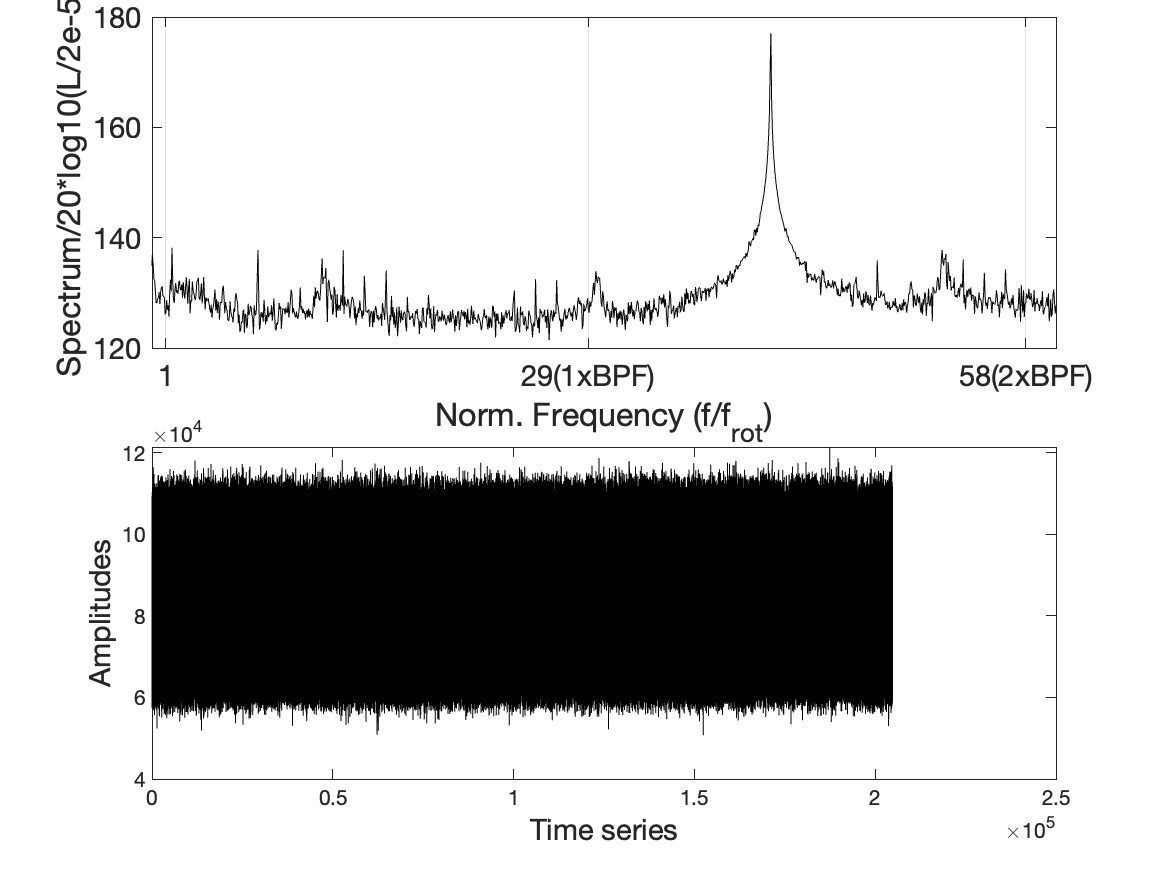 180
160
140
120
Spectrum/20*log10(L/2e-5
1 29(1xBPF) 58(2xBPF)
Norm. Frequency (f/f_rot)
×10^4
12
10
8
6
4
Amplitudes
0 0.5 1 1.5 2 2.5
Time series
×10^5